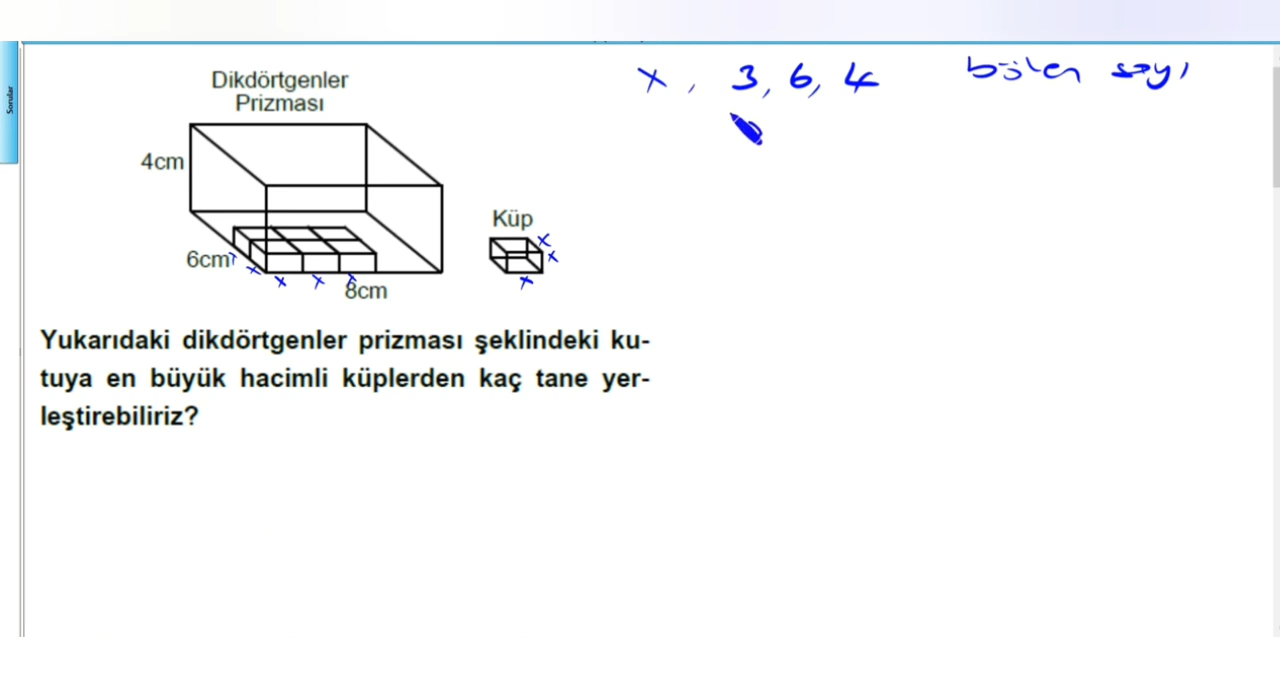 Sorular
Dikdörtgenler
Prizması
x, 3, 6, 4 bölen sayı
4cm
Küp
x
x
x
6cm
x
x
x
8cm
Yukarıdaki dikdörtgenler prizması şeklindeki ku-
tuya en büyük hacimli küplerden kaç tane yer-
leştirebiliriz?